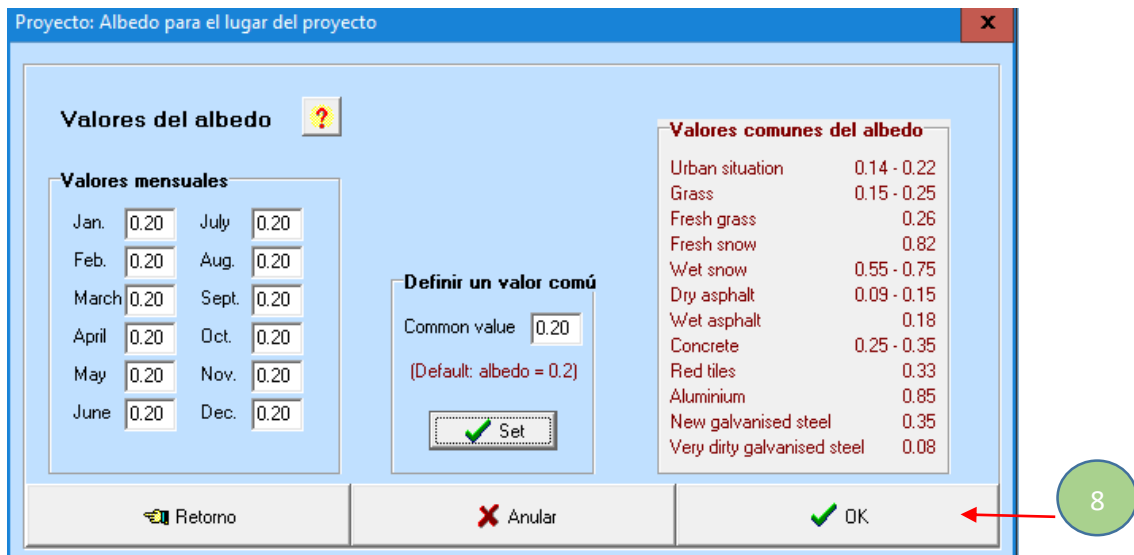 Proyecto: Albedo para el lugar del proyecto
x
Valores del albedo ?
Valores mensuales
Jan. 0.20 July 0.20
Feb. 0.20 Aug. 0.20
March 0.20 Sept. 0.20
April 0.20 Oct. 0.20
May 0.20 Nov. 0.20
June 0.20 Dec. 0.20
Definir un valor comú
Common value 0.20
(Default: albedo = 0.2)
Set
Valores comunes del albedo
Urban situation 0.14 - 0.22
Grass 0.15 - 0.25
Fresh grass 0.26
Fresh snow 0.82
Wet snow 0.55 - 0.75
Dry asphalt 0.09 - 0.15
Wet asphalt 0.18
Concrete 0.25 - 0.35
Red tiles 0.33
Aluminium 0.85
New galvanised steel 0.35
Very dirty galvanised steel 0.08
Retorno
Anular
OK
8